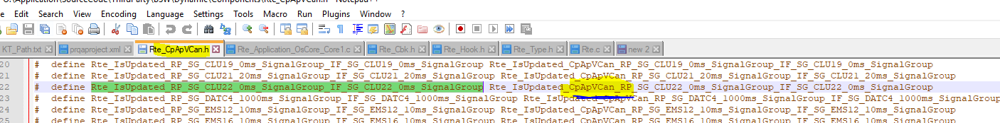 G:\Application\SourceCode\ThirdParty\BSW\Dynamic\Components\Rte_CpApVCan.h - Notepad++
Edit Search View Encoding Language Settings Tools Macro Run Plugins Window ?
KT_Path.txt prqaproject.xml Rte_CpApVCan.h Rte_Application_OsCore_Core1.c Rte_Cbk.h Rte_Hook.h Rte_Type.h Rte.c new 2
20 # define Rte_IsUpdated_RP_SG_CLU19_0ms_SignalGroup_IF_SG_CLU19_0ms_SignalGroup Rte_IsUpdated_CpApVCan_RP_SG_CLU19_0ms_SignalGroup_IF_SG_CLU19_0ms_SignalGroup
21 # define Rte_IsUpdated_RP_SG_CLU21_20ms_SignalGroup_IF_SG_CLU21_20ms_SignalGroup Rte_IsUpdated_CpApVCan_RP_SG_CLU21_20ms_SignalGroup_IF_SG_CLU21_20ms_SignalGroup
22 # define Rte_IsUpdated_RP_SG_CLU22_0ms_SignalGroup_IF_SG_CLU22_0ms_SignalGroup Rte_IsUpdated_CpApVCan_RP_SG_CLU22_0ms_SignalGroup_IF_SG_CLU22_0ms_SignalGroup
23 # define Rte_IsUpdated_RP_SG_DATC4_1000ms_SignalGroup_IF_SG_DATC4_1000ms_SignalGroup Rte_IsUpdated_CpApVCan_RP_SG_DATC4_1000ms_SignalGroup_IF_SG_DATC4_1000ms_SignalGroup
24 # define Rte_IsUpdated_RP_SG_EMS12_10ms_SignalGroup_IF_SG_EMS12_10ms_SignalGroup Rte_IsUpdated_CpApVCan_RP_SG_EMS12_10ms_SignalGroup_IF_SG_EMS12_10ms_SignalGroup
25 # define Rte_IsUpdated_RP_SG_EMS16_10ms_SignalGroup_IF_SG_EMS16_10ms_SignalGroup Rte_IsUpdated_CpApVCan_RP_SG_EMS16_10ms_SignalGroup_IF_SG_EMS16_10ms_SignalGroup